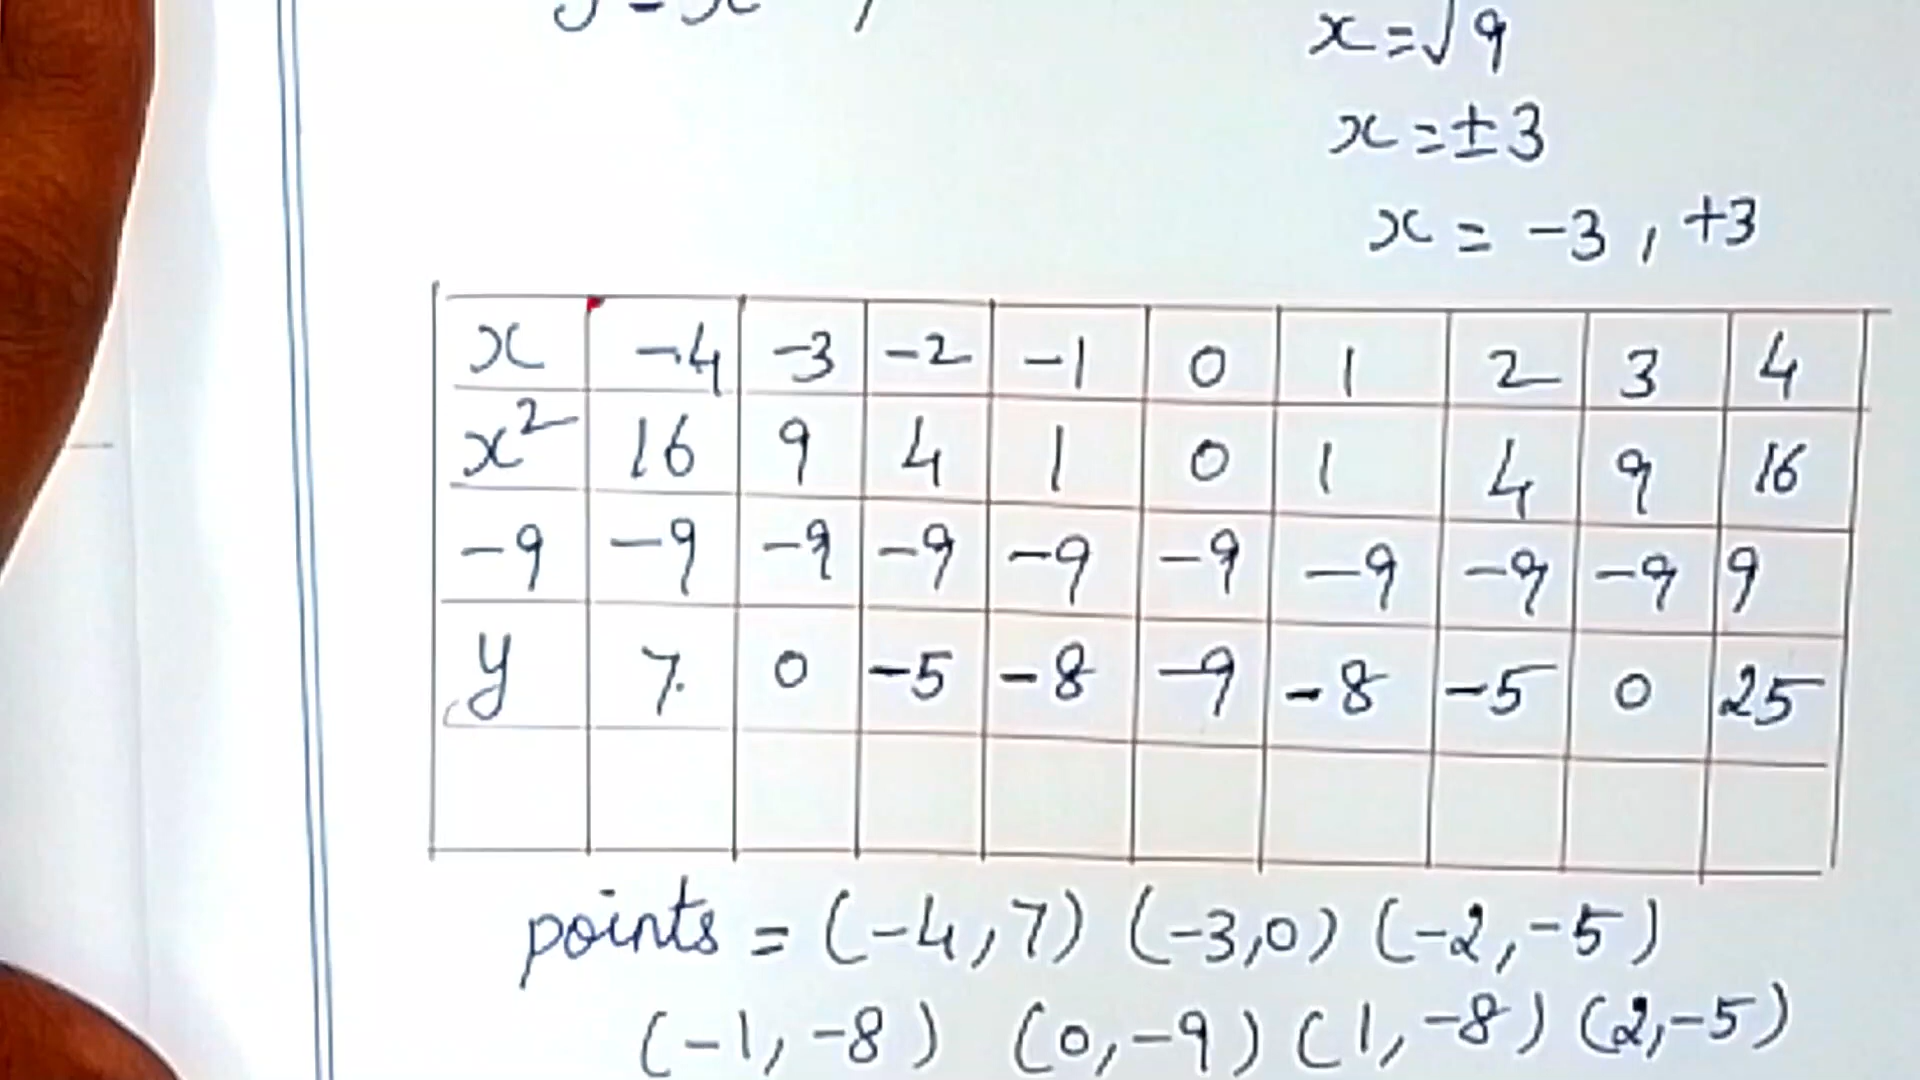 x = √9
x = ±3
x = -3, +3
x -4 -3 -2 -1 0 1 2 3 4
x² 16 9 4 1 0 1 4 9 16
-9 -9 -9 -9 -9 -9 -9 -9 -9 9
y 7. 0 -5 -8 -9 -8 -5 0 25
points = (-4,7) (-3,0) (-2,-5)
(-1,-8) (0,-9) (1,-8) (2,-5)